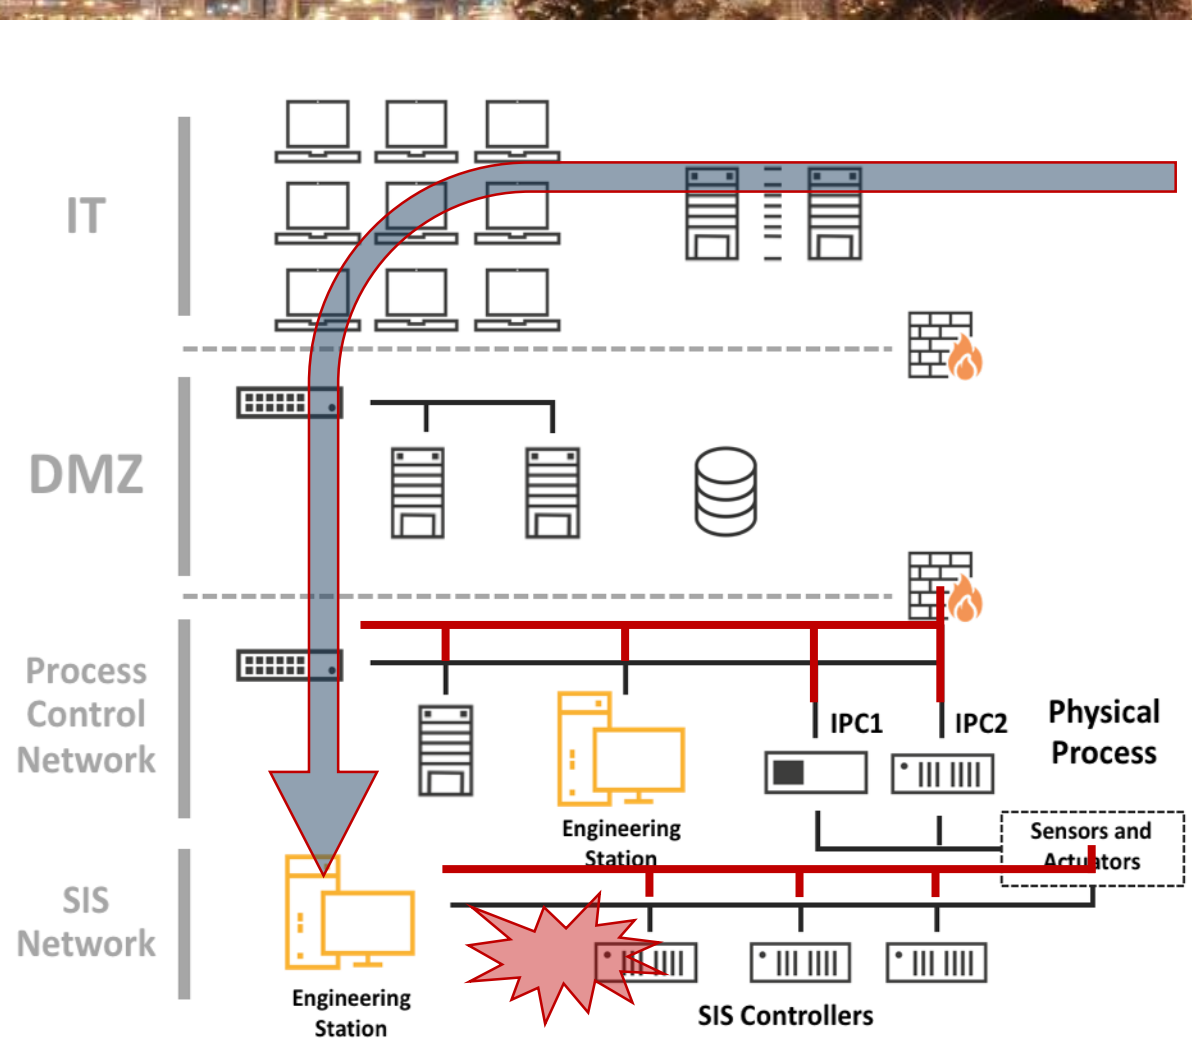 IT
DMZ
Process
Control
Network
IPC1
IPC2
Physical
Process
Engineering
Station
Sensors and
Actuators
SIS
Network
Engineering
Station
SIS Controllers